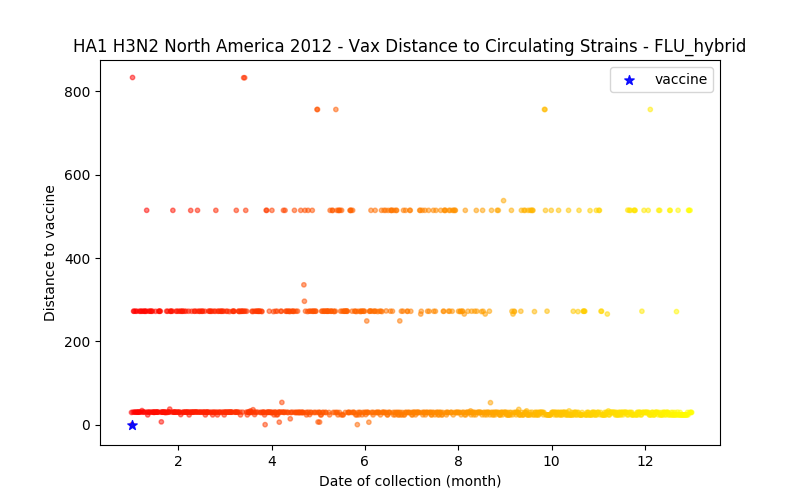 HA1 H3N2 North America 2012 - Vax Distance to Circulating Strains - FLU_hybrid
vaccine
Distance to vaccine
800
600
400
200
0
2 4 6 8 10 12
Date of collection (month)